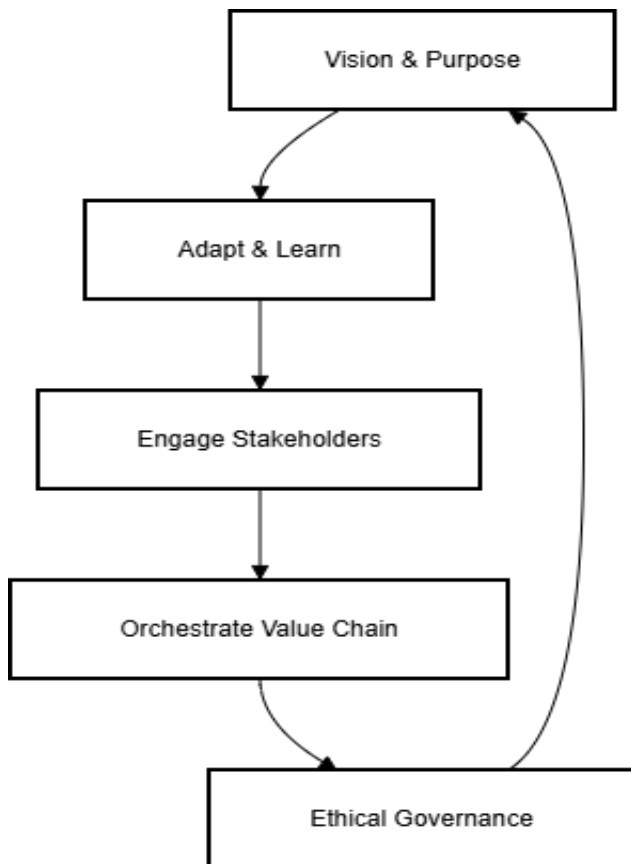 Vision & Purpose
Adapt & Learn
Engage Stakeholders
Orchestrate Value Chain
Ethical Governance